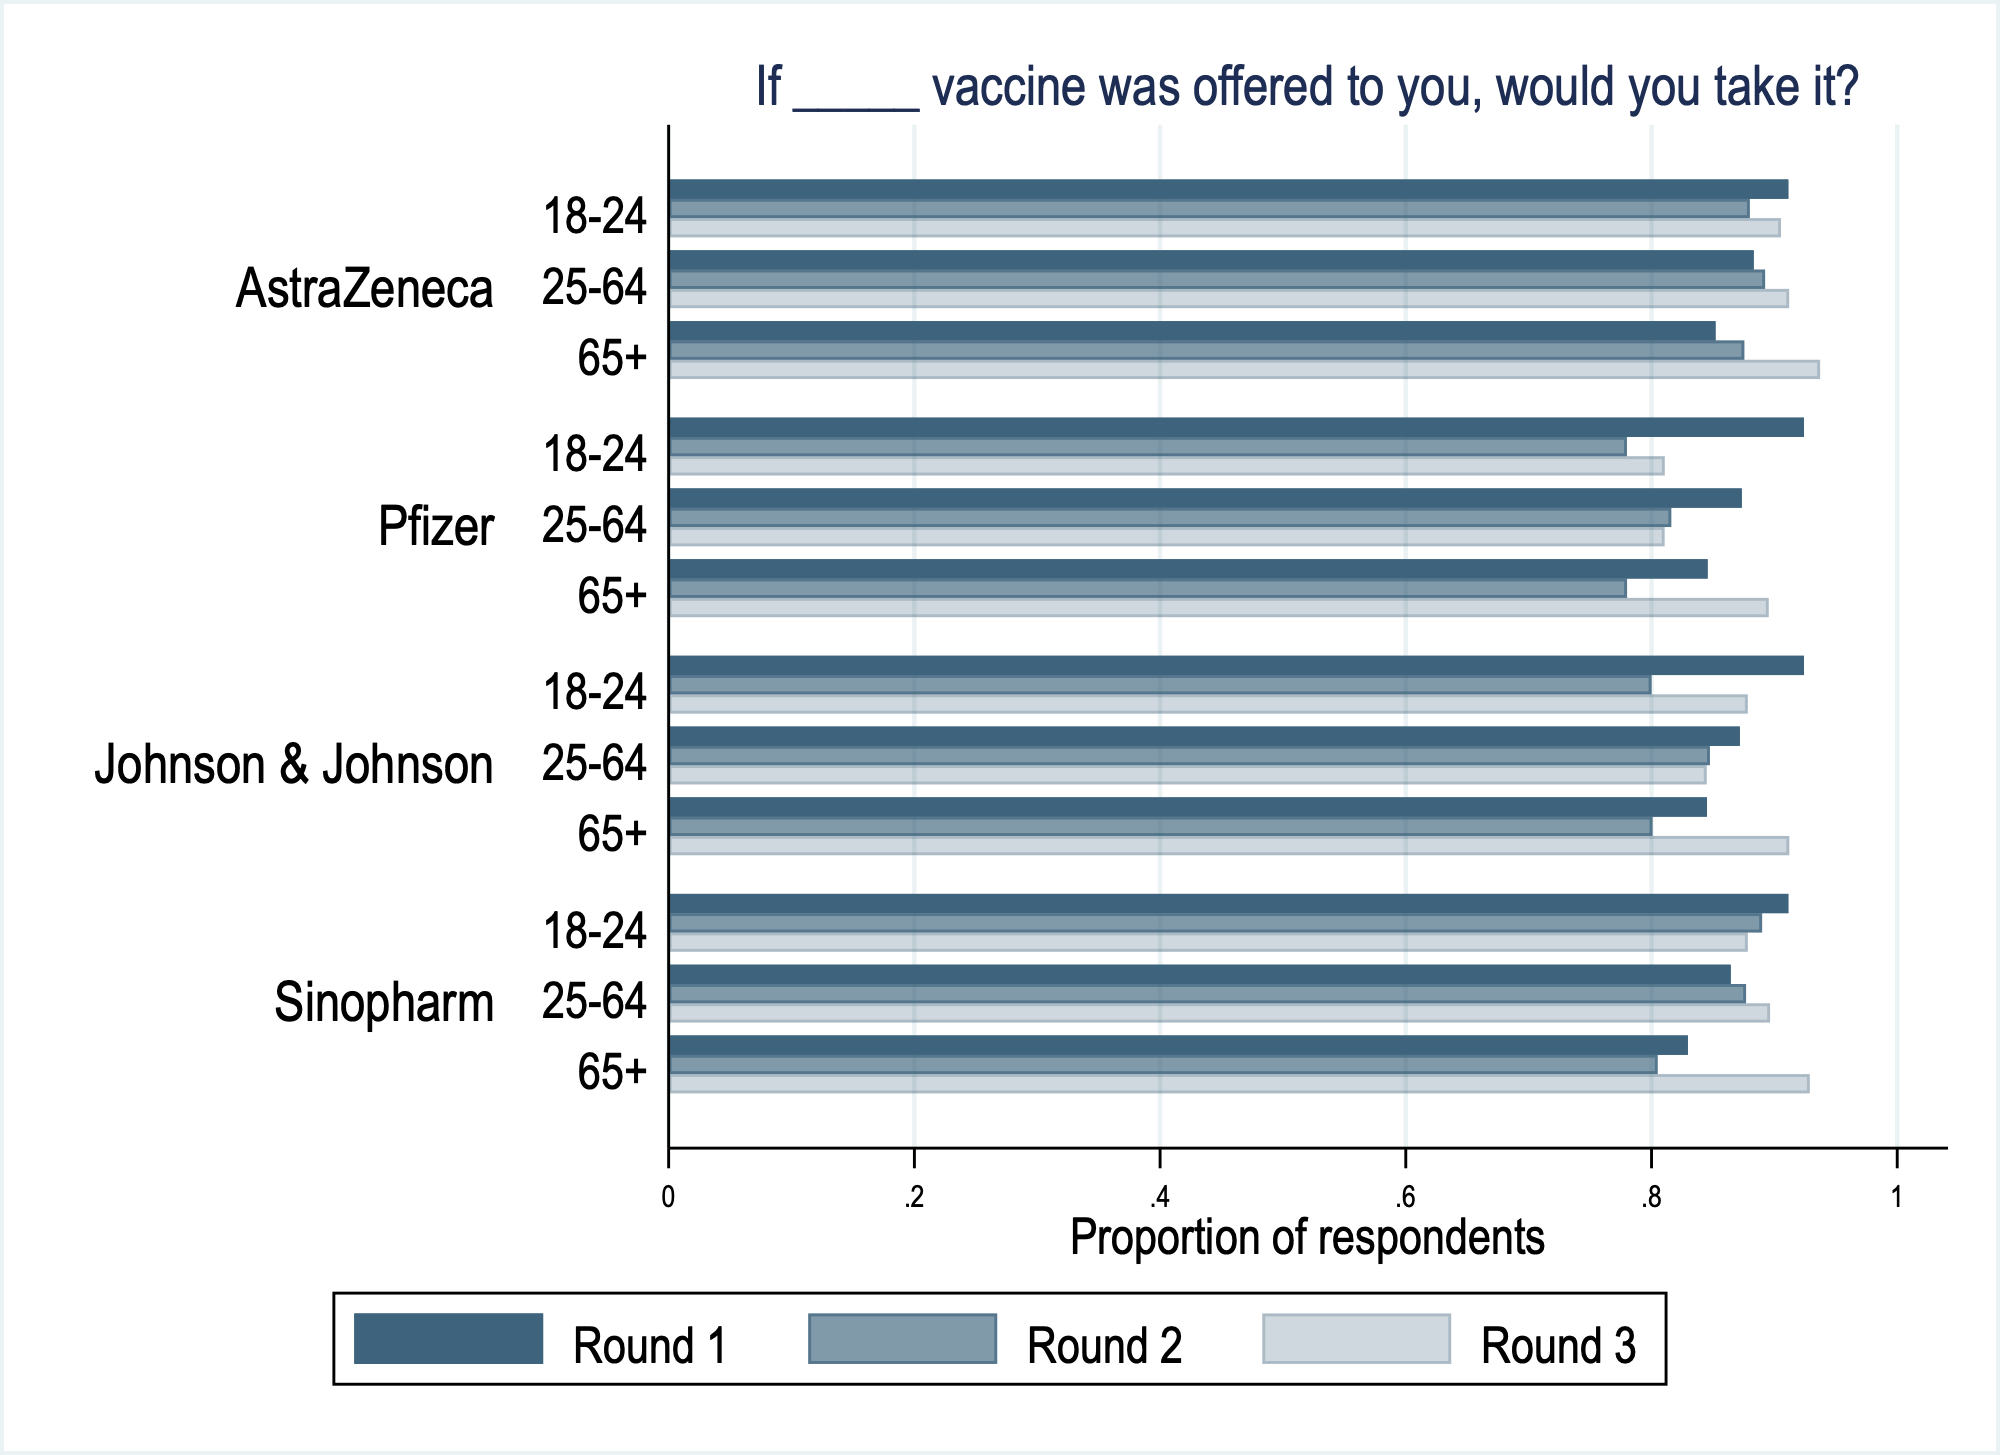 If _____ vaccine was offered to you, would you take it?
18-24
AstraZeneca 25-64
65+
18-24
Pfizer 25-64
65+
18-24
Johnson & Johnson 25-64
65+
18-24
Sinopharm 25-64
65+
0 .2 .4 .6 .8 1
Proportion of respondents
Round 1 Round 2 Round 3